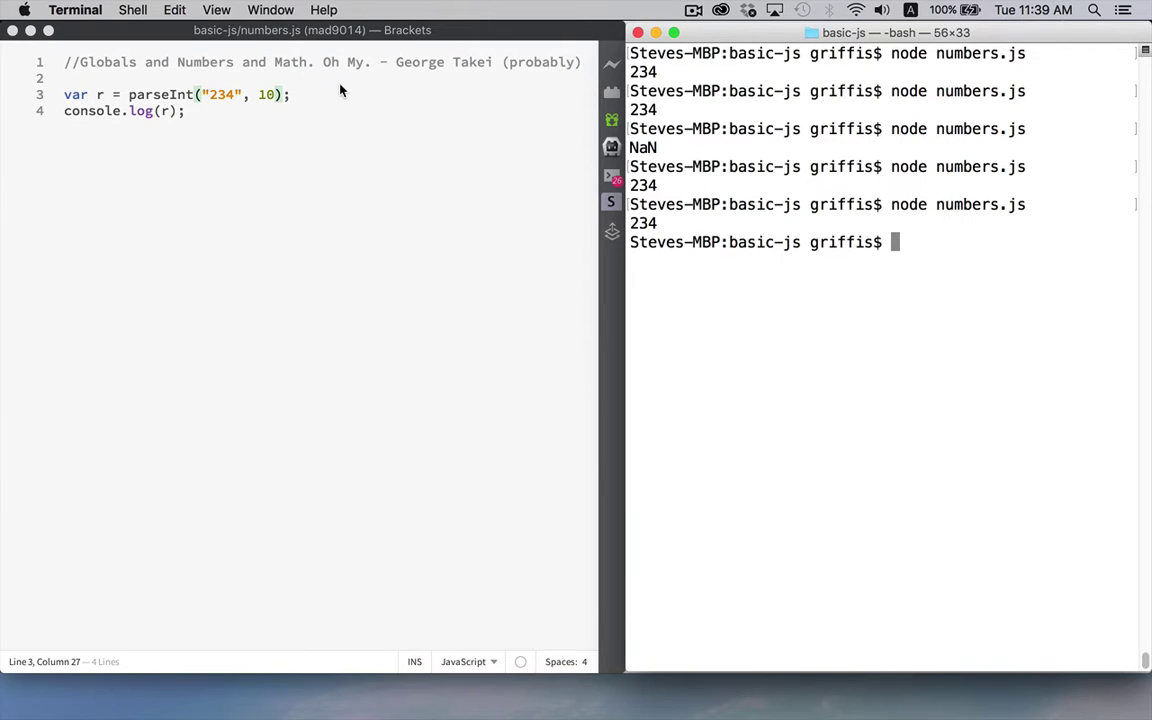 Terminal Shell Edit View Window Help 100% Tue 11:39 AM
basic-js/numbers.js (mad9014) — Brackets
1 //Globals and Numbers and Math. Oh My. - George Takei (probably)
2
3 var r = parseInt("234", 10);
4 console.log(r);
Line 3, Column 27 — 4 Lines
INS JavaScript Spaces: 4
S
26
basic-js — -bash — 56×33
[Steves-MBP:basic-js griffis$ node numbers.js ]
234
[Steves-MBP:basic-js griffis$ node numbers.js ]
234
[Steves-MBP:basic-js griffis$ node numbers.js ]
NaN
[Steves-MBP:basic-js griffis$ node numbers.js ]
234
[Steves-MBP:basic-js griffis$ node numbers.js ]
234
Steves-MBP:basic-js griffis$